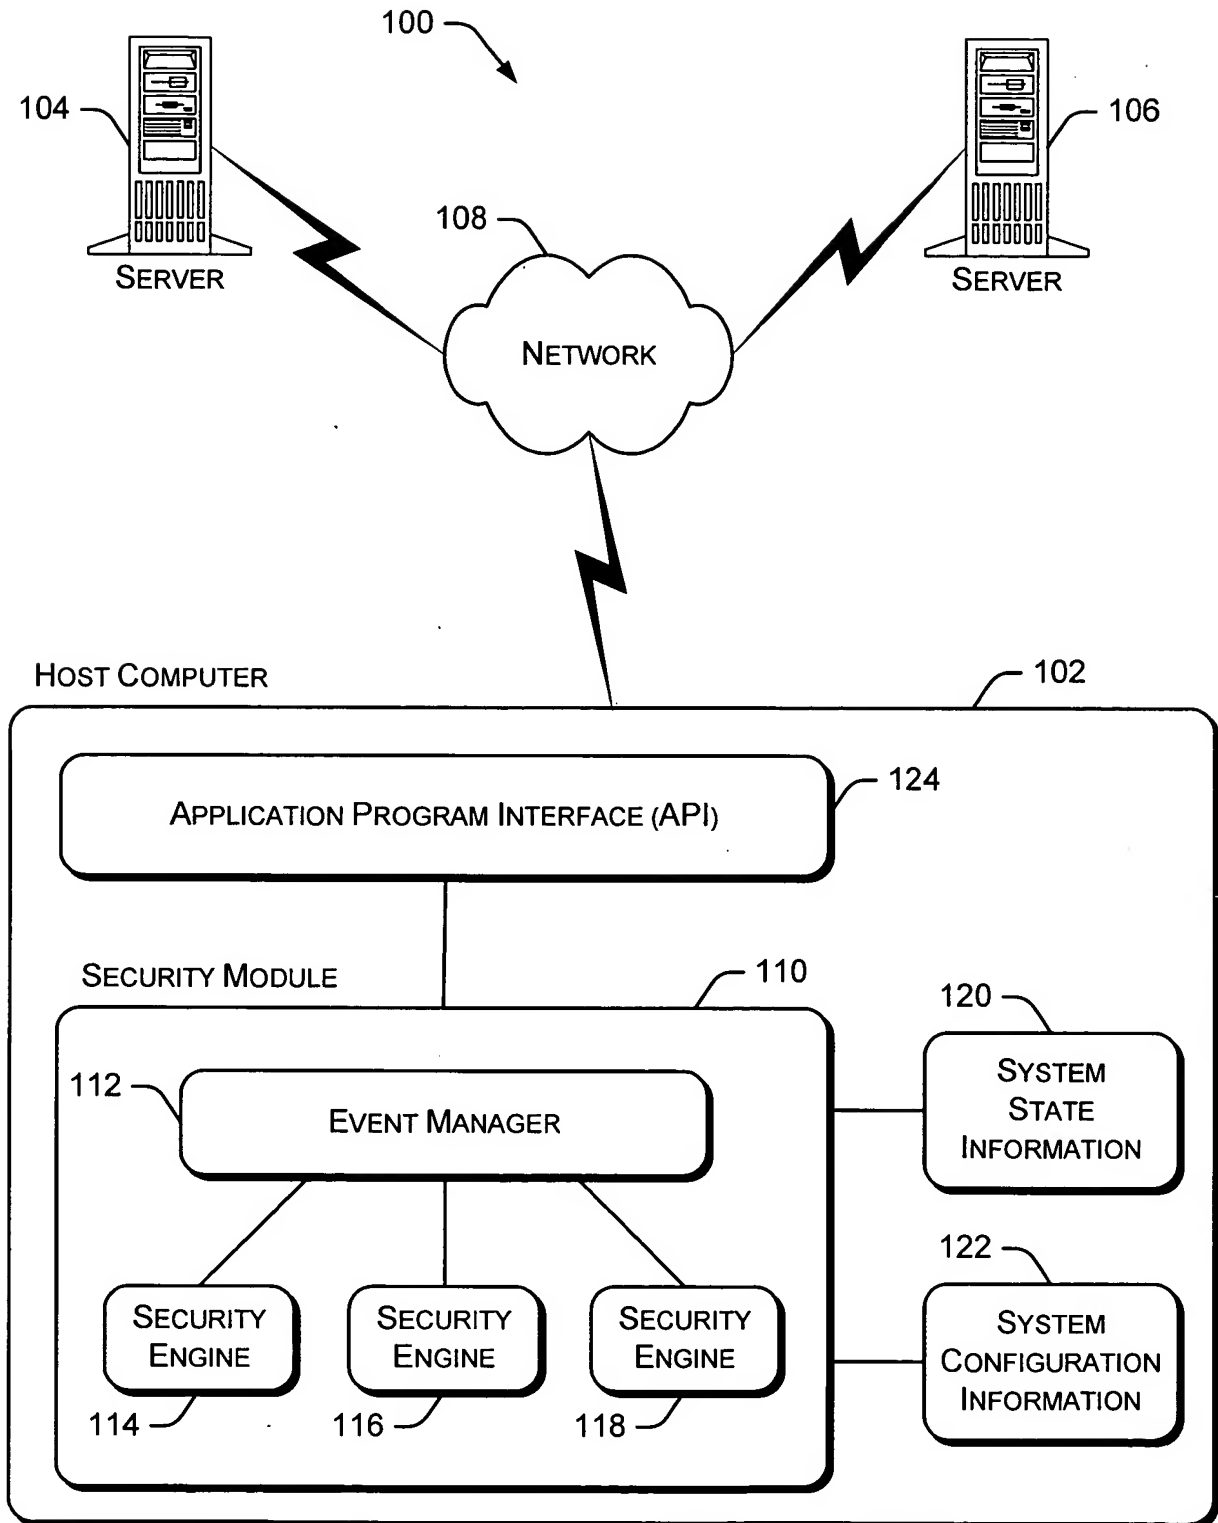 100
104
106
108
SERVER
SERVER
NETWORK
HOST COMPUTER
102
124
APPLICATION PROGRAM INTERFACE (API)
SECURITY MODULE
110
120
112
EVENT MANAGER
SYSTEM
STATE
INFORMATION
122
SECURITY
ENGINE
SECURITY
ENGINE
SECURITY
ENGINE
SYSTEM
CONFIGURATION
INFORMATION
114
116
118